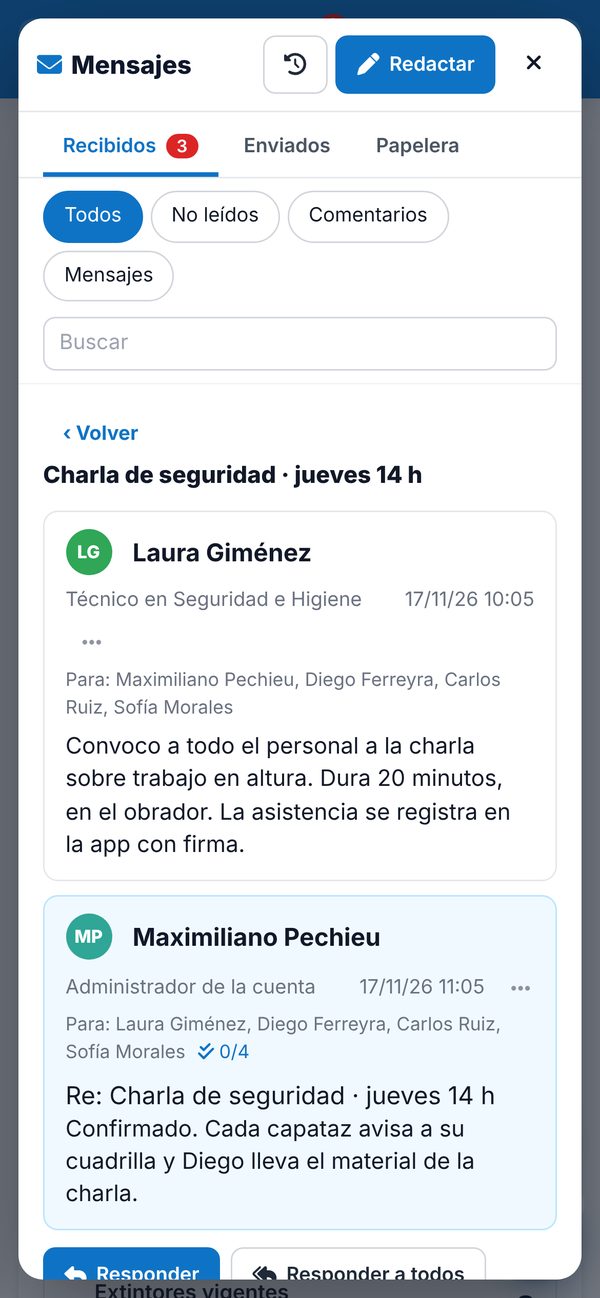 Mensajes
Redactar
Recibidos 3
Enviados
Papelera
Todos
No leídos
Comentarios
Mensajes
Buscar
‹ Volver
Charla de seguridad · jueves 14 h
LG
Laura Giménez
Técnico en Seguridad e Higiene
17/11/26 10:05
•••
Para: Maximiliano Pechieu, Diego Ferreyra, Carlos
Ruiz, Sofía Morales
Convoco a todo el personal a la charla
sobre trabajo en altura. Dura 20 minutos,
en el obrador. La asistencia se registra en
la app con firma.
MP
Maximiliano Pechieu
Administrador de la cuenta
17/11/26 11:05
•••
Para: Laura Giménez, Diego Ferreyra, Carlos Ruiz,
Sofía Morales 0/4
Re: Charla de seguridad · jueves 14 h
Confirmado. Cada capataz avisa a su
cuadrilla y Diego lleva el material de la
charla.
Responder
Responder a todos
Extintores vigentes